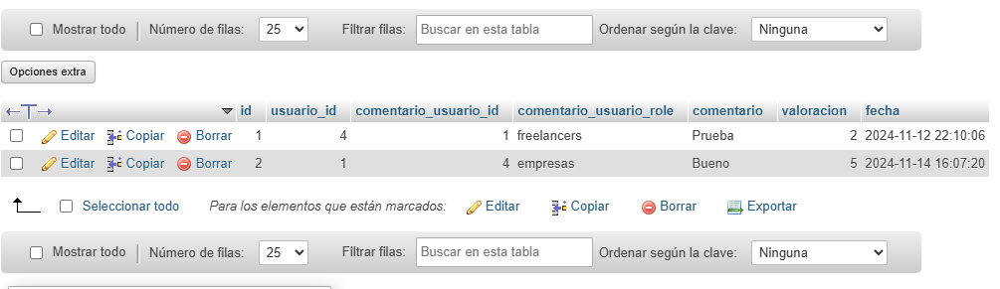 Mostrar todo Número de filas: 25 Filtrar filas: Buscar en esta tabla Ordenar según la clave: Ninguna
Opciones extra
id usuario_id comentario_usuario_id comentario_usuario_role comentario valoracion fecha
Editar Copiar Borrar 1 4 1 freelancers Prueba 2 2024-11-12 22:10:06
Editar Copiar Borrar 2 1 4 empresas Bueno 5 2024-11-14 16:07:20
Seleccionar todo Para los elementos que están marcados: Editar Copiar Borrar Exportar
Mostrar todo Número de filas: 25 Filtrar filas: Buscar en esta tabla Ordenar según la clave: Ninguna